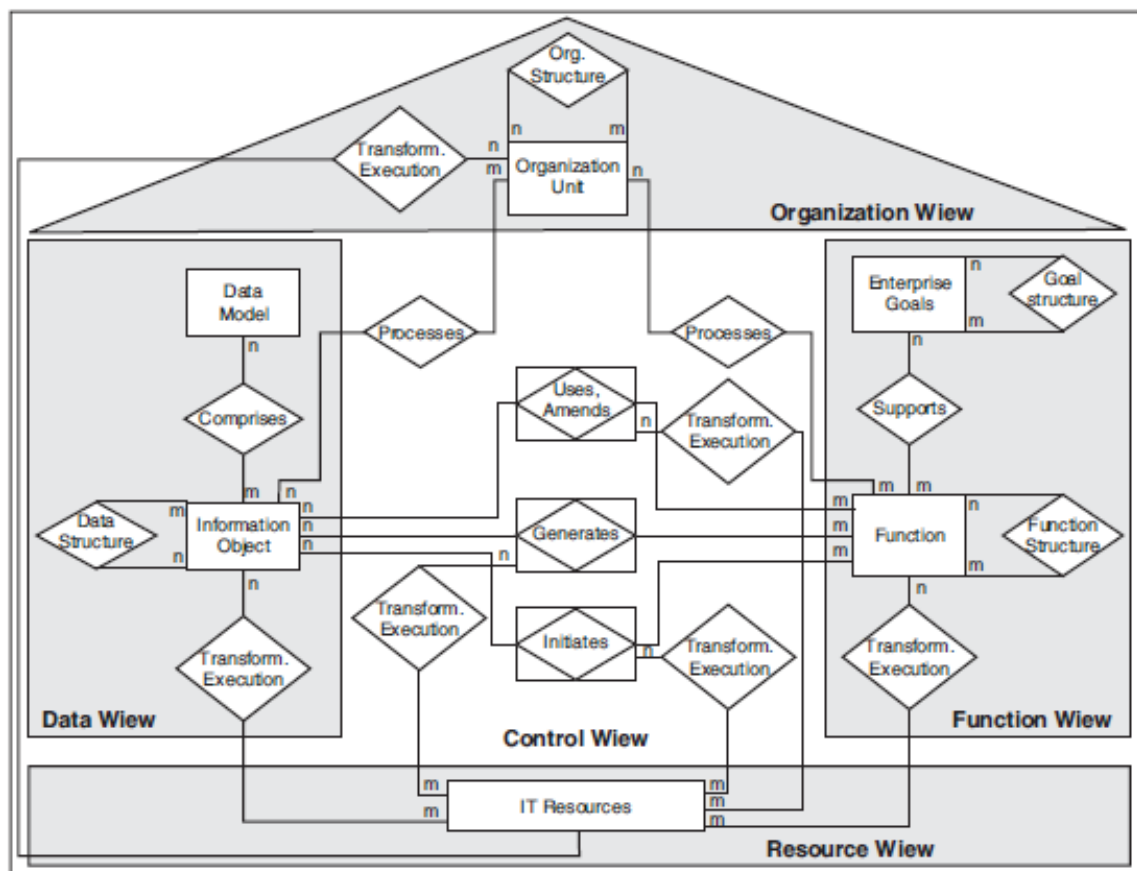 Org.
Structure
n
m
Transform.
Execution
n
m
Organization
Unit
n
Organization Wiew
Data
Model
n
Processes
Processes
Enterprise
Goals
n
m
Goal
structure
n
Comprises
Uses,
Amends
n
Transform.
Execution
Supports
m
n
m
m
Data
Structure
m
n
Information
Object
n
n
n
Generates
m
m
m
Function
n
m
Function
Structure
n
n
n
Transform.
Execution
Transform.
Execution
Initiates
n
Transform.
Execution
Transform.
Execution
Data Wiew
Control Wiew
Function Wiew
m
m
IT Resources
m
m
m
Resource Wiew